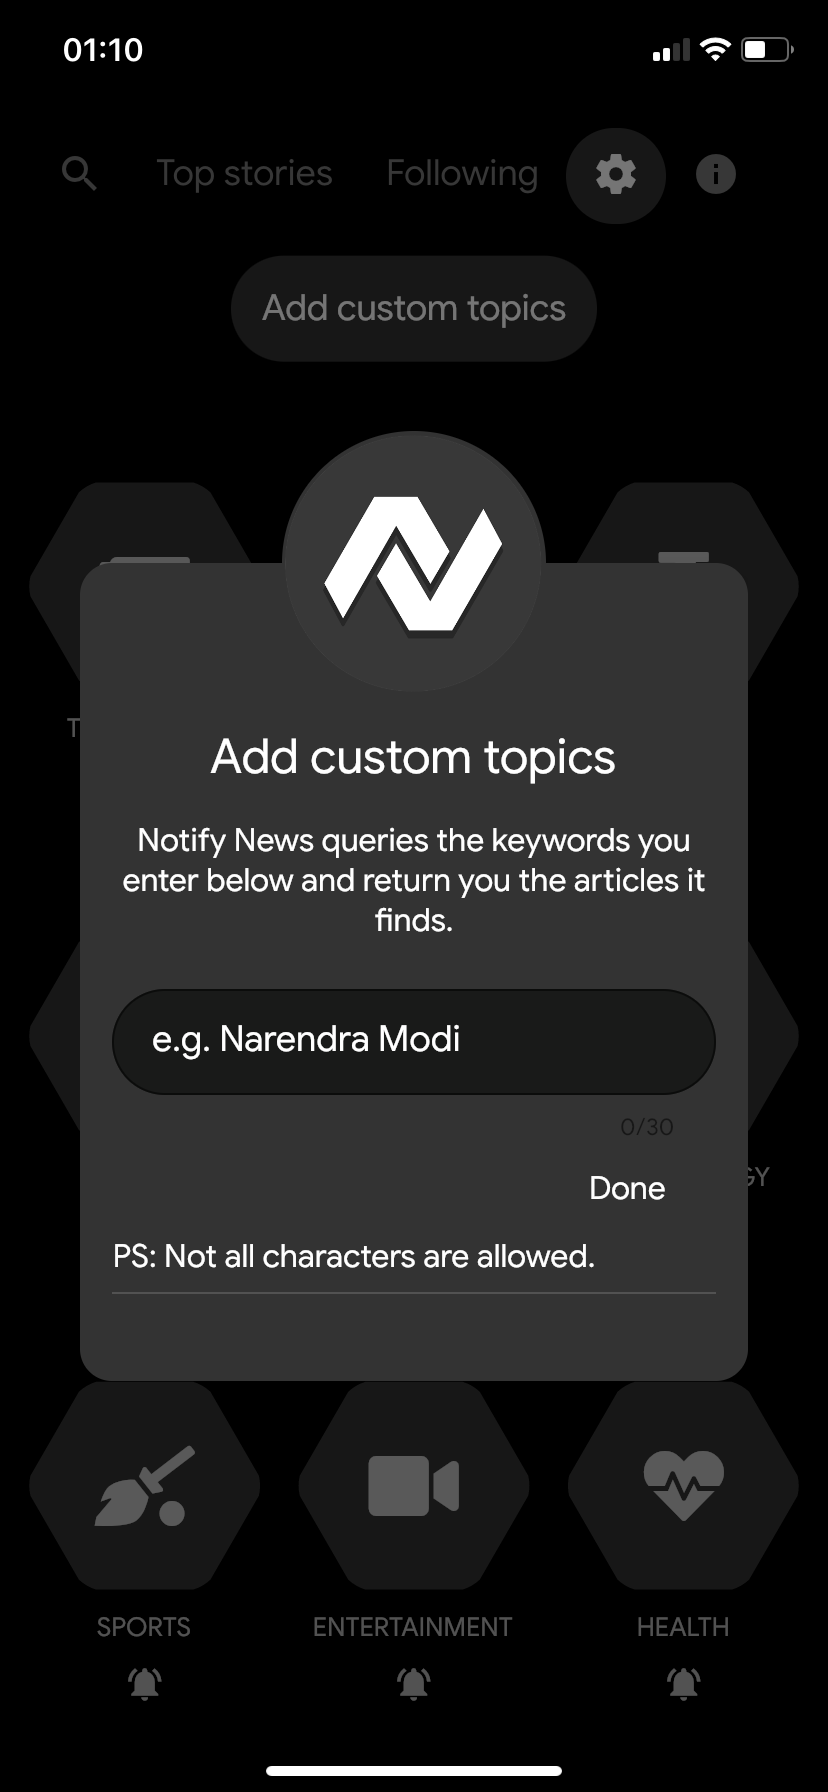 01:10
Top stories
Following
Add custom topics
Add custom topics
Notify News queries the keywords you
enter below and return you the articles it
finds.
e.g. Narendra Modi
0/30
Done
PS: Not all characters are allowed.
SPORTS
ENTERTAINMENT
HEALTH